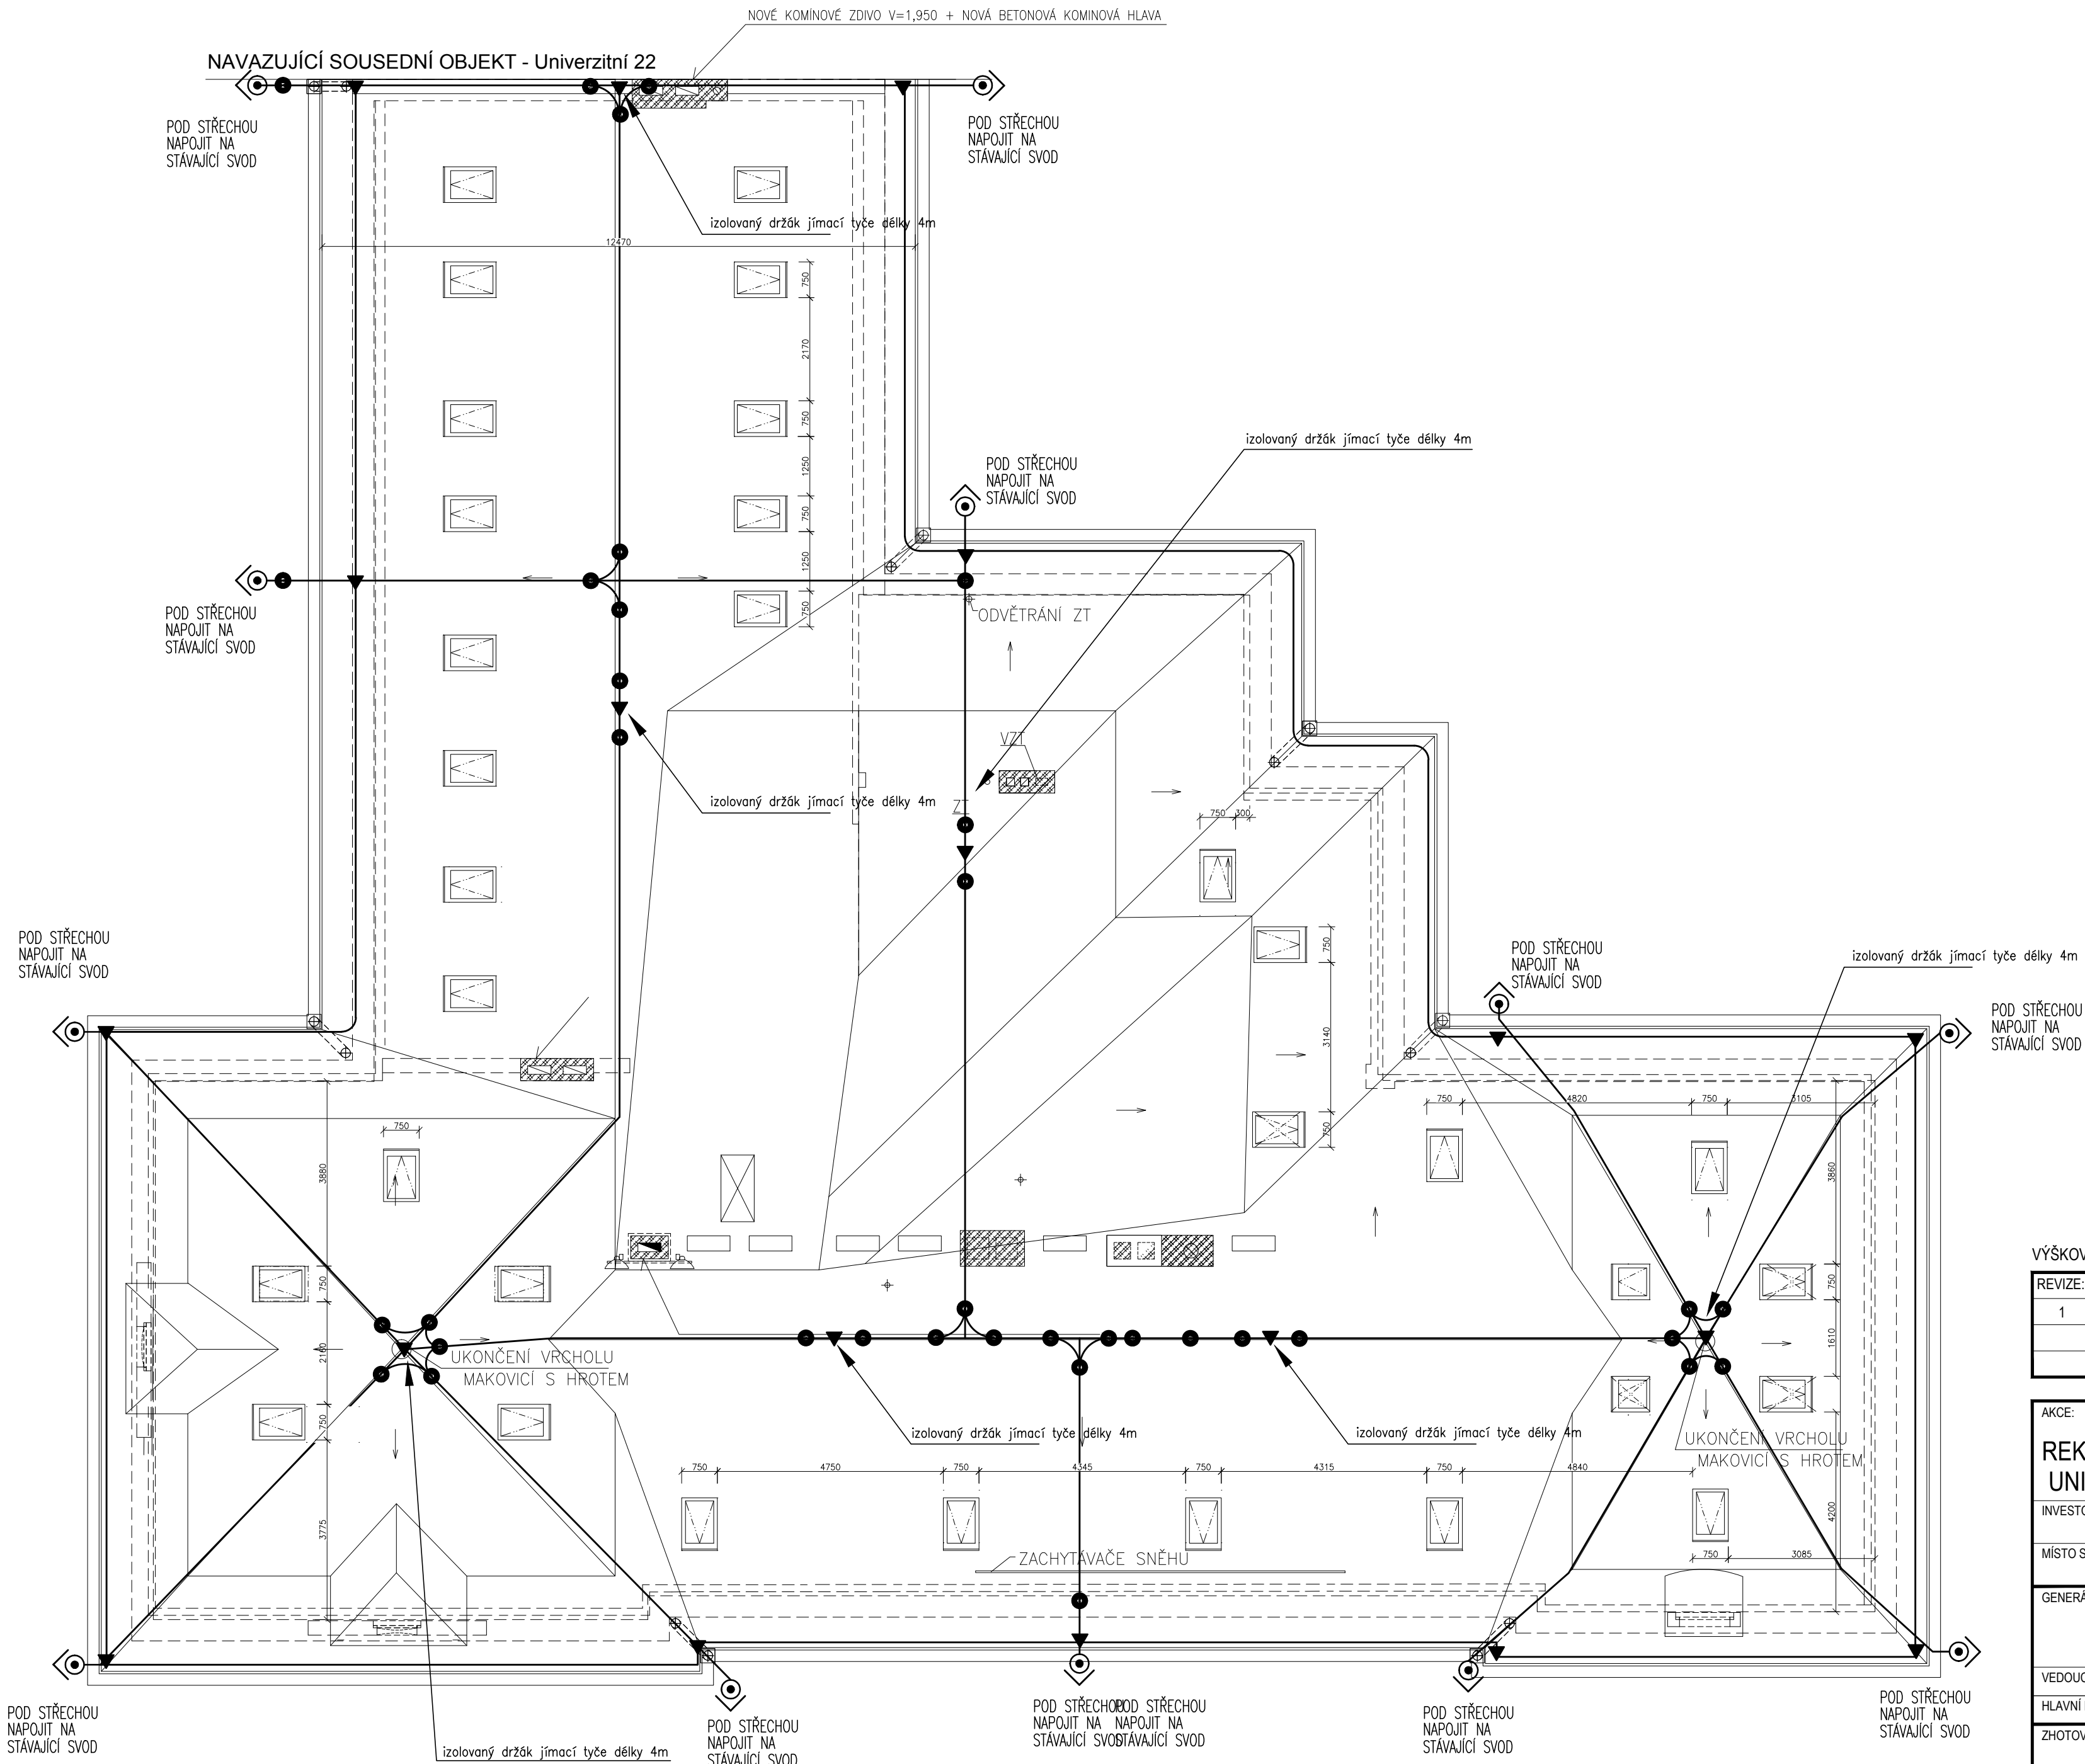 NOVÉ KOMÍNOVÉ ZDIVO V=1,950 + NOVÁ BETONOVÁ KOMINOVÁ HLAVA
NAVAZUJÍCÍ SOUSEDNÍ OBJEKT - Univerzitní 22
POD STŘECHOU
NAPOJIT NA
STÁVAJÍCÍ SVOD
POD STŘECHOU
NAPOJIT NA
STÁVAJÍCÍ SVOD
izolovaný držák jímací tyče délky 4m
12470
750
2170
750
1250
750
1250
750
izolovaný držák jímací tyče délky 4m
POD STŘECHOU
NAPOJIT NA
STÁVAJÍCÍ SVOD
POD STŘECHOU
NAPOJIT NA
STÁVAJÍCÍ SVOD
ODVĚTRÁNÍ ZT
VZT
ZT
izolovaný držák jímací tyče délky 4m
750
300
POD STŘECHOU
NAPOJIT NA
STÁVAJÍCÍ SVOD
750
3140
750
POD STŘECHOU
NAPOJIT NA
STÁVAJÍCÍ SVOD
izolovaný držák jímací tyče délky 4m
POD STŘECHOU
NAPOJIT NA
STÁVAJÍCÍ SVOD
750
4820
750
3105
750
3880
750
2160
750
3775
3860
750
1610
4200
UKONČENÍ VRCHOLU
MAKOVICÍ S HROTEM
izolovaný držák jímací tyče délky 4m
izolovaný držák jímací tyče délky 4m
UKONČENÍ VRCHOLU
MAKOVICÍ S HROTEM
750
4750
750
4345
750
4315
750
4840
750
3085
ZACHYTÁVAČE SNĚHU
POD STŘECHOU
NAPOJIT NA
STÁVAJÍCÍ SVOD
izolovaný držák jímací tyče délky 4m
POD STŘECHOU
NAPOJIT NA
STÁVAJÍCÍ SVOD
POD STŘECHOU
NAPOJIT NA
STÁVAJÍCÍ SVOD
POD STŘECHOU
NAPOJIT NA
STÁVAJÍCÍ SVOD
POD STŘECHOU
NAPOJIT NA
STÁVAJÍCÍ SVOD
POD STŘECHOU
NAPOJIT NA
STÁVAJÍCÍ SVOD
VÝŠKOV
REVIZE:
1
AKCE:
REK
UNI
INVESTO
MÍSTO S
GENERÁ
VEDOUC
HLAVNÍ
ZHOTOV